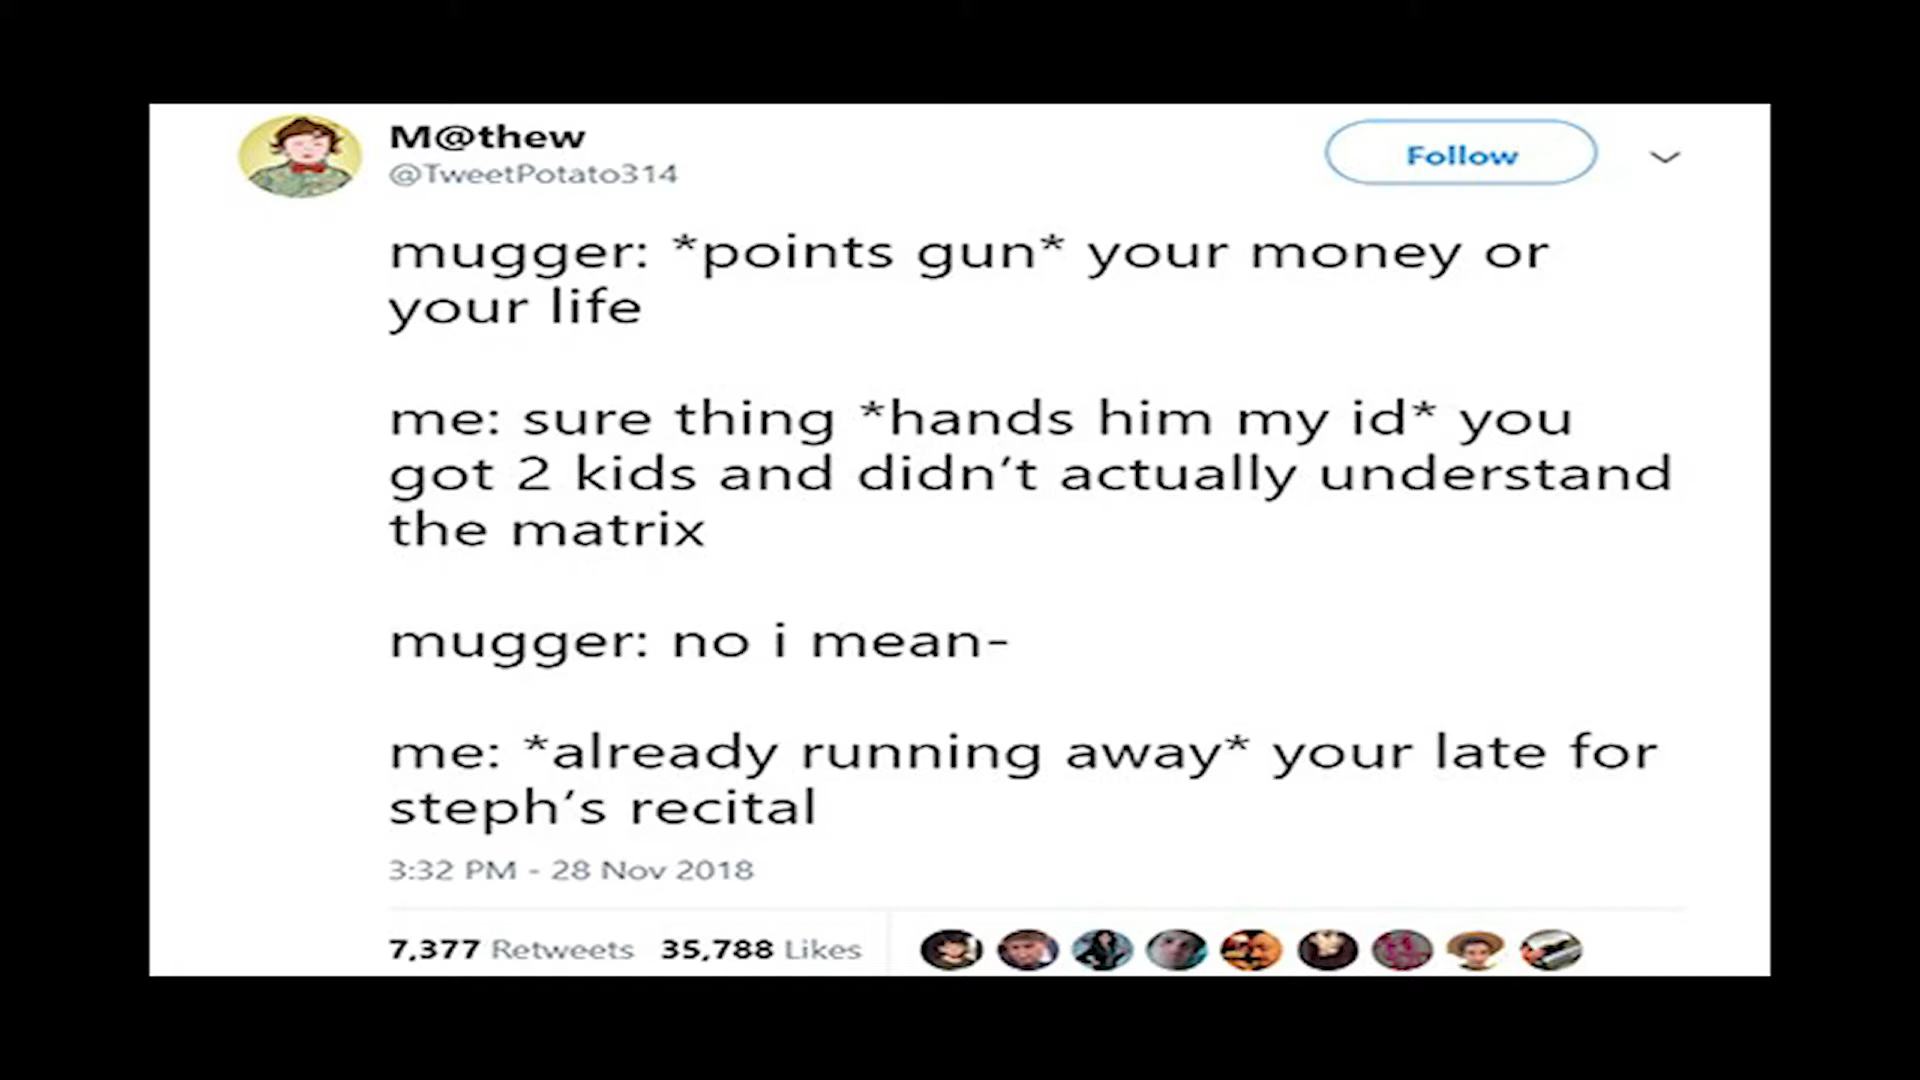 M@thew
@TweetPotato314
Follow
mugger: *points gun* your money or
your life
me: sure thing *hands him my id* you
got 2 kids and didn’t actually understand
the matrix
mugger: no i mean-
me: *already running away* your late for
steph’s recital
3:32 PM - 28 Nov 2018
7,377 Retweets 35,788 Likes